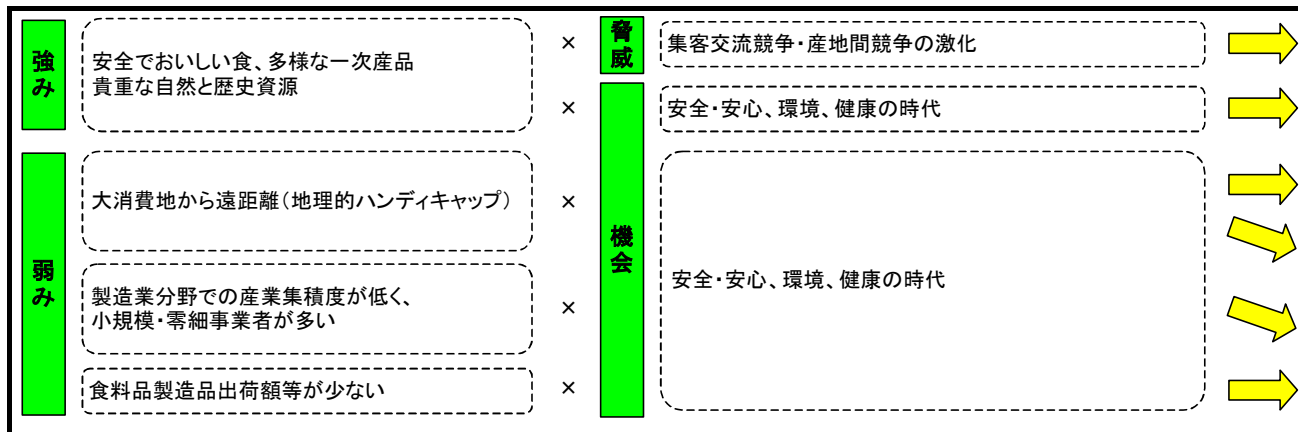 強み
安全でおいしい食、多様な一次産品
貴重な自然と歴史資源
×
×
脅威
集客交流競争・産地間競争の激化
機会
安全・安心、環境、健康の時代
弱み
大消費地から遠距離（地理的ハンディキャップ）
×
製造業分野での産業集積度が低く、
小規模・零細事業者が多い
×
食料品製造品出荷額等が少ない
×
安全・安心、環境、健康の時代